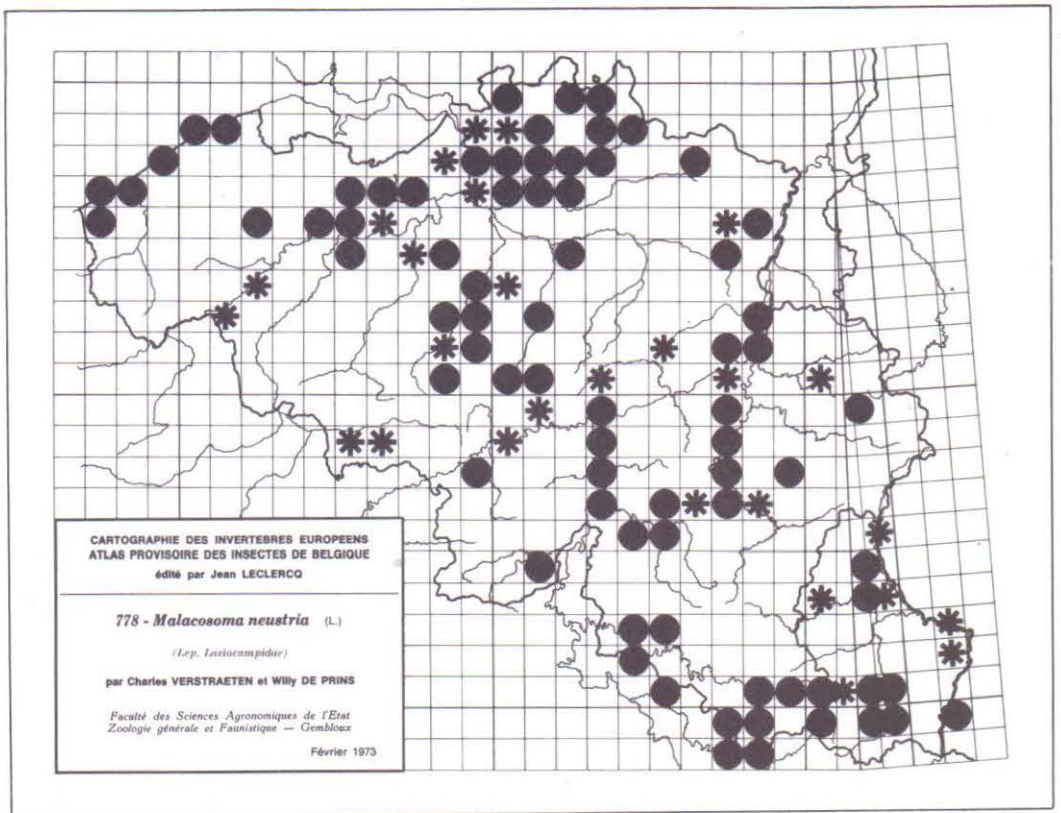 CARTOGRAPHIE DES INVERTEBRES EUROPEENS
ATLAS PROVISOIRE DES INSECTES DE BELGIQUE
édité par Jean LECLERCQ
778 - Malacosoma neustria (L.)
(Lep. Lasiocampidae)
par Charles VERSTRAETEN et Willy DE PRINS
Faculté des Sciences Agronomiques de l'Etat
Zoologie générale et Faunistique — Gembloux
Février 1973